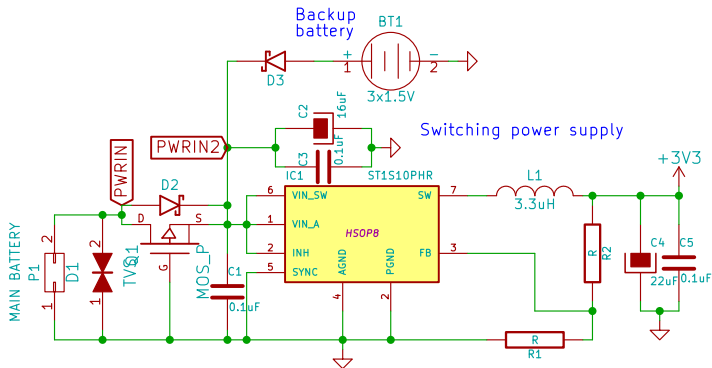 Backup
battery
BT1
+
−
1
2
D3
3x1.5V
C2
16uF
C3
0.1uF
Switching power supply
PWRIN
PWRIN2
IC1
ST1S10PHR
L1
3.3uH
+3V3
D2
6
VIN_SW
SW
7
D
S
1
VIN_A
HSOP8
2
INH
FB
3
5
SYNC
AGND
PGND
4
2
G
Q1
MOS_P
C1
0.1uF
MAIN BATTERY
P1
2
1
D1
2
1
TVS
R
R2
C4
22uF
C5
0.1uF
R
R1